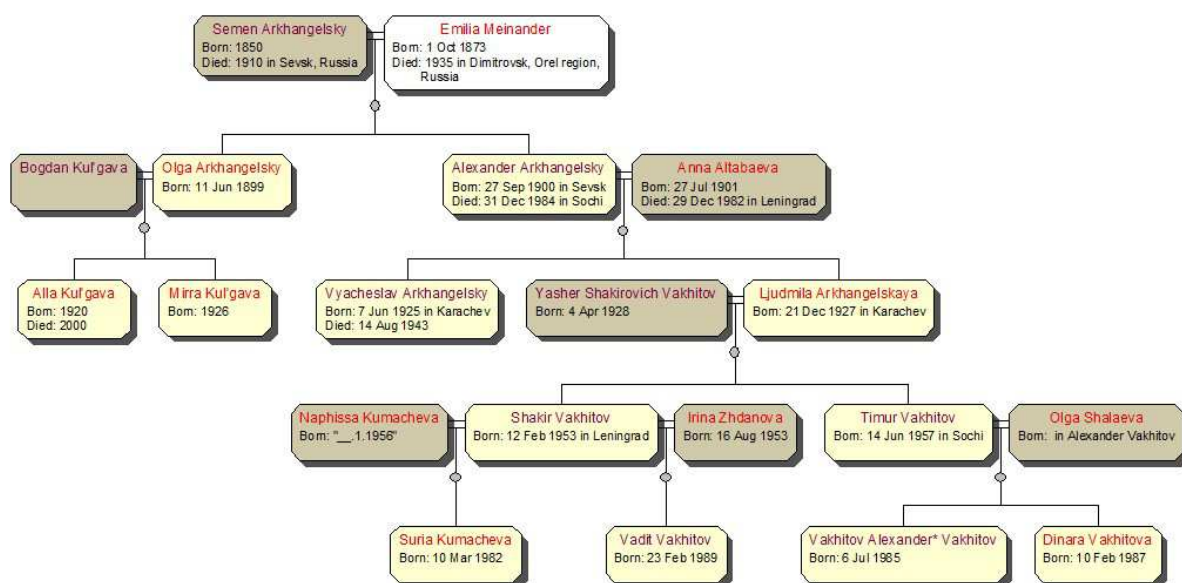 Semen Arkhangelsky
Born: 1850
Died: 1910 in Sevsk, Russia
Emilia Meinander
Born: 1 Oct 1873
Died: 1935 in Dimitrovsk, Orel region,
Russia
Bogdan Kul'gava
Olga Arkhangelsky
Born: 11 Jun 1899
Alexander Arkhangelsky
Born: 27 Sep 1900 in Sevsk
Died: 31 Dec 1984 in Sochi
Anna Altabaeva
Born: 27 Jul 1901
Died: 29 Dec 1982 in Leningrad
Alla Kul'gava
Born: 1920
Died: 2000
Mirra Kul'gava
Born: 1926
Vyacheslav Arkhangelsky
Born: 7 Jun 1925 in Karachev
Died: 14 Aug 1943
Yasher Shakirovich Vakhitov
Born: 4 Apr 1928
Ljudmila Arkhangelskaya
Born: 21 Dec 1927 in Karachev
Naphissa Kumacheva
Born: "__.1.1956"
Shakir Vakhitov
Born: 12 Feb 1953 in Leningrad
Irina Zhdanova
Born: 16 Aug 1953
Timur Vakhitov
Born: 14 Jun 1957 in Sochi
Olga Shalaeva
Born:  in Alexander Vakhitov
Suria Kumacheva
Born: 10 Mar 1982
Vadit Vakhitov
Born: 23 Feb 1989
Vakhitov Alexander* Vakhitov
Born: 6 Jul 1985
Dinara Vakhitova
Born: 10 Feb 1987